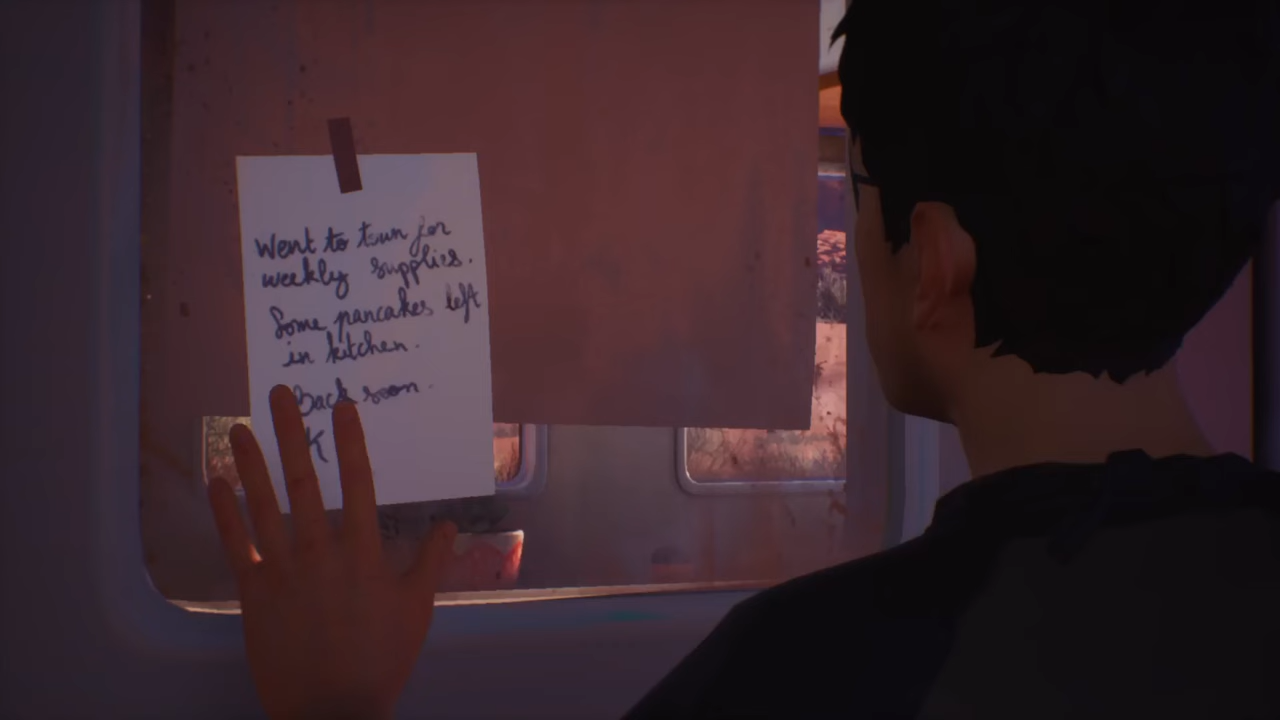 Went to town for
weekly supplies.
Some pancakes left
in kitchen.
Back soon.
K